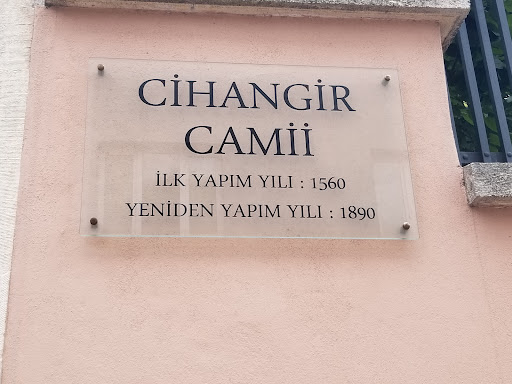 CİHANGİR
CAMİİ
İLK YAPIM YILI : 1560
YENİDEN YAPIM YILI : 1890